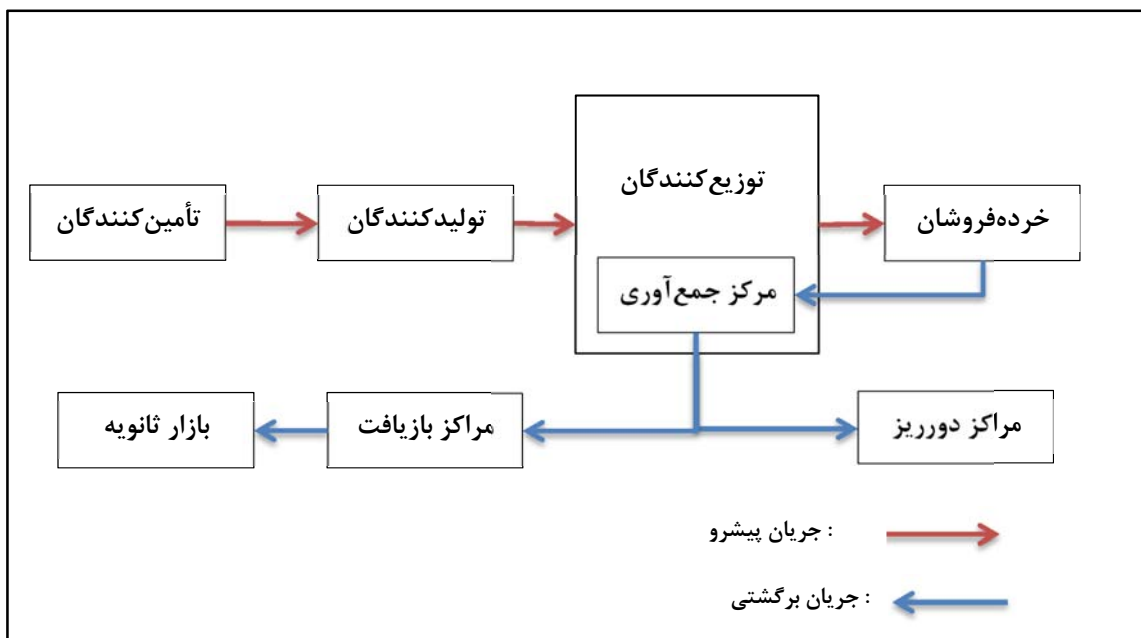 توزیع‌کنندگان
تأمین‌کنندگان
تولیدکنندگان
خرده‌فروشان
مرکز جمع‌آوری
بازار ثانویه
مراکز بازیافت
مراکز دورریز
: جریان پیشرو
: جریان برگشتی